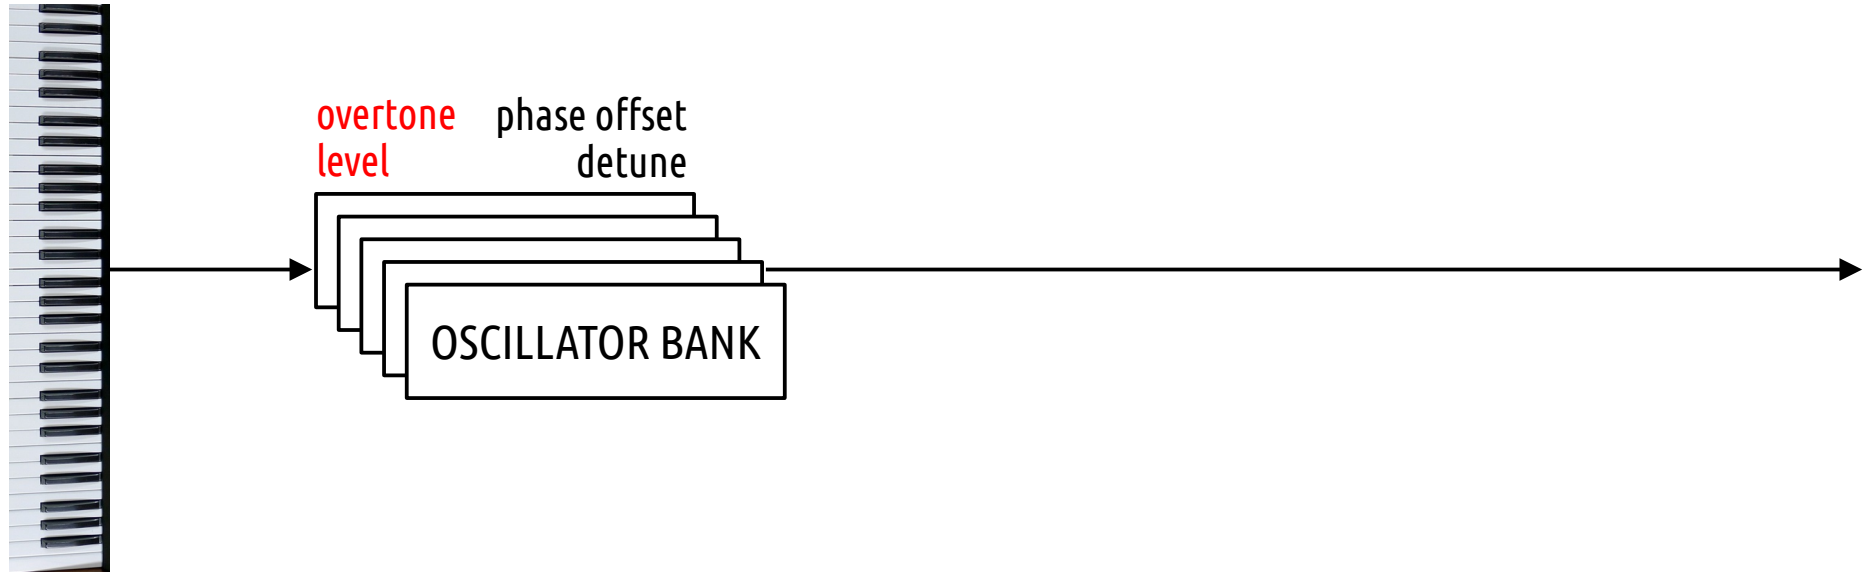 overtone
level
phase offset
detune
OSCILLATOR BANK